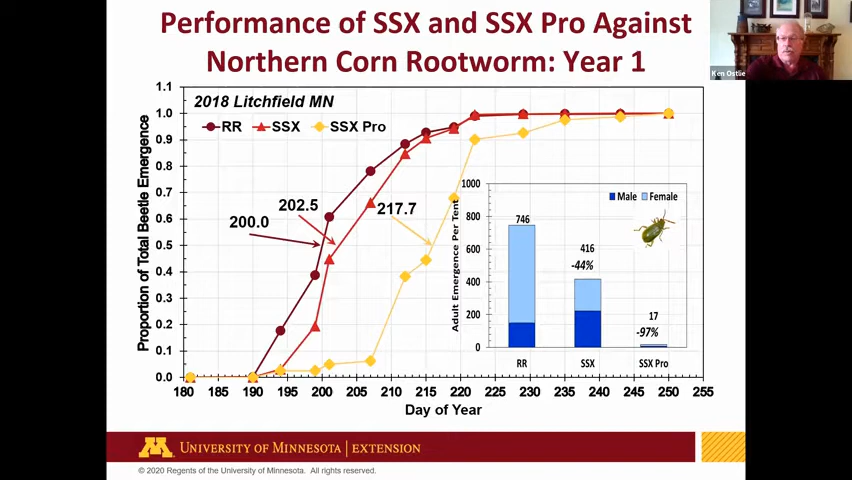 Performance of SSX and SSX Pro Against
Northern Corn Rootworm: Year 1
Ken Ostlie
2018 Litchfield MN
RR SSX SSX Pro
Proportion of Total Beetle Emergence
1.1
1.0
0.9
0.8
0.7
0.6
0.5
0.4
0.3
0.2
0.1
0.0
200.0
202.5
217.7
180 185 190 195 200 205 210 215 220 225 230 235 240 245 250 255
Day of Year
Adult Emergence Per Tent
1000
800
600
400
200
0
Male Female
746
416
-44%
17
-97%
RR SSX SSX Pro
M UNIVERSITY OF MINNESOTA | EXTENSION
© 2020 Regents of the University of Minnesota. All rights reserved.